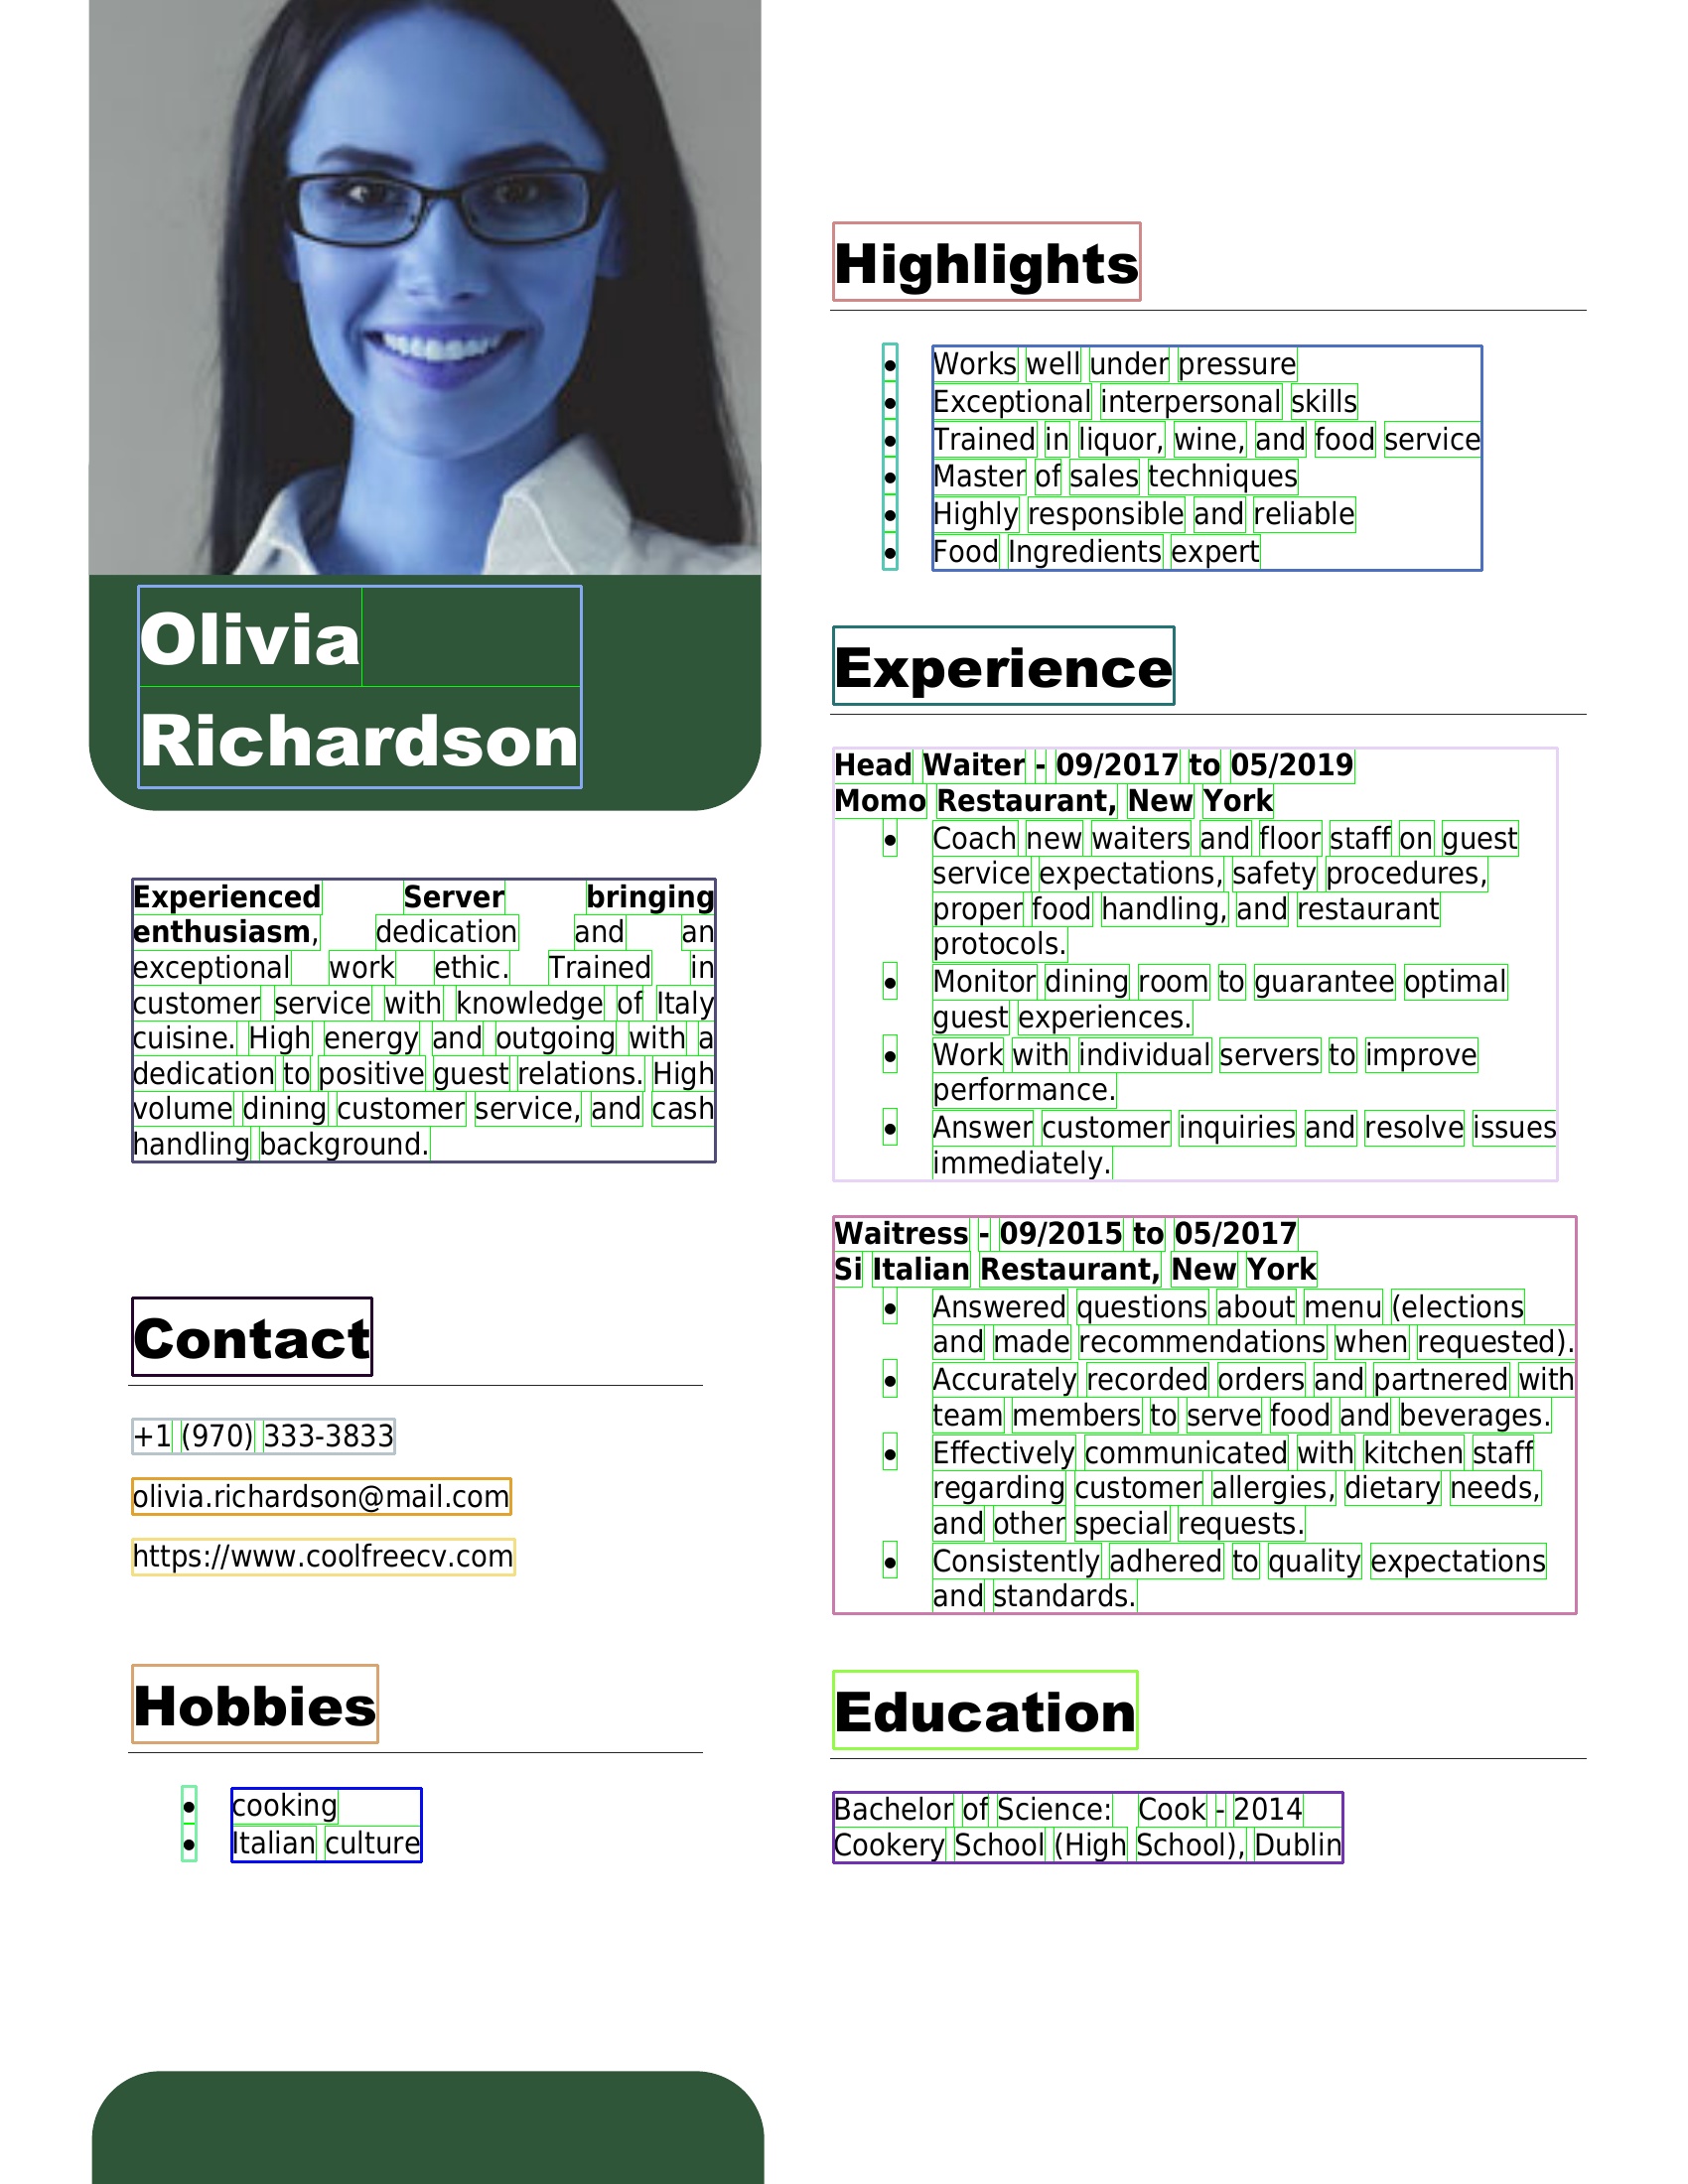 Olivia
Richardson
Experienced Server bringing
enthusiasm, dedication and an
exceptional work ethic. Trained in
customer service with knowledge of Italy
cuisine. High energy and outgoing with a
dedication to positive guest relations. High
volume dining customer service, and cash
handling background.
Contact
+1 (970) 333-3833
olivia.richardson@mail.com
https://www.coolfreecv.com
Hobbies
• cooking
• Italian culture
Highlights
• Works well under pressure
• Exceptional interpersonal skills
• Trained in liquor, wine, and food service
• Master of sales techniques
• Highly responsible and reliable
• Food Ingredients expert
Experience
Head Waiter - 09/2017 to 05/2019
Momo Restaurant, New York
• Coach new waiters and floor staff on guest
service expectations, safety procedures,
proper food handling, and restaurant
protocols.
• Monitor dining room to guarantee optimal
guest experiences.
• Work with individual servers to improve
performance.
• Answer customer inquiries and resolve issues
immediately.
Waitress - 09/2015 to 05/2017
Si Italian Restaurant, New York
• Answered questions about menu (elections
and made recommendations when requested).
• Accurately recorded orders and partnered with
team members to serve food and beverages.
• Effectively communicated with kitchen staff
regarding customer allergies, dietary needs,
and other special requests.
• Consistently adhered to quality expectations
and standards.
Education
Bachelor of Science: Cook - 2014
Cookery School (High School), Dublin